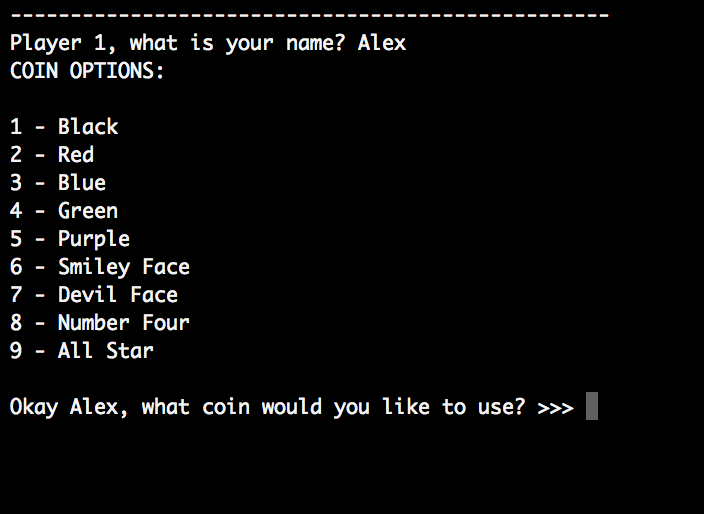 --------------------------------------------------
Player 1, what is your name? Alex
COIN OPTIONS:
1 - Black
2 - Red
3 - Blue
4 - Green
5 - Purple
6 - Smiley Face
7 - Devil Face
8 - Number Four
9 - All Star
Okay Alex, what coin would you like to use? >>>